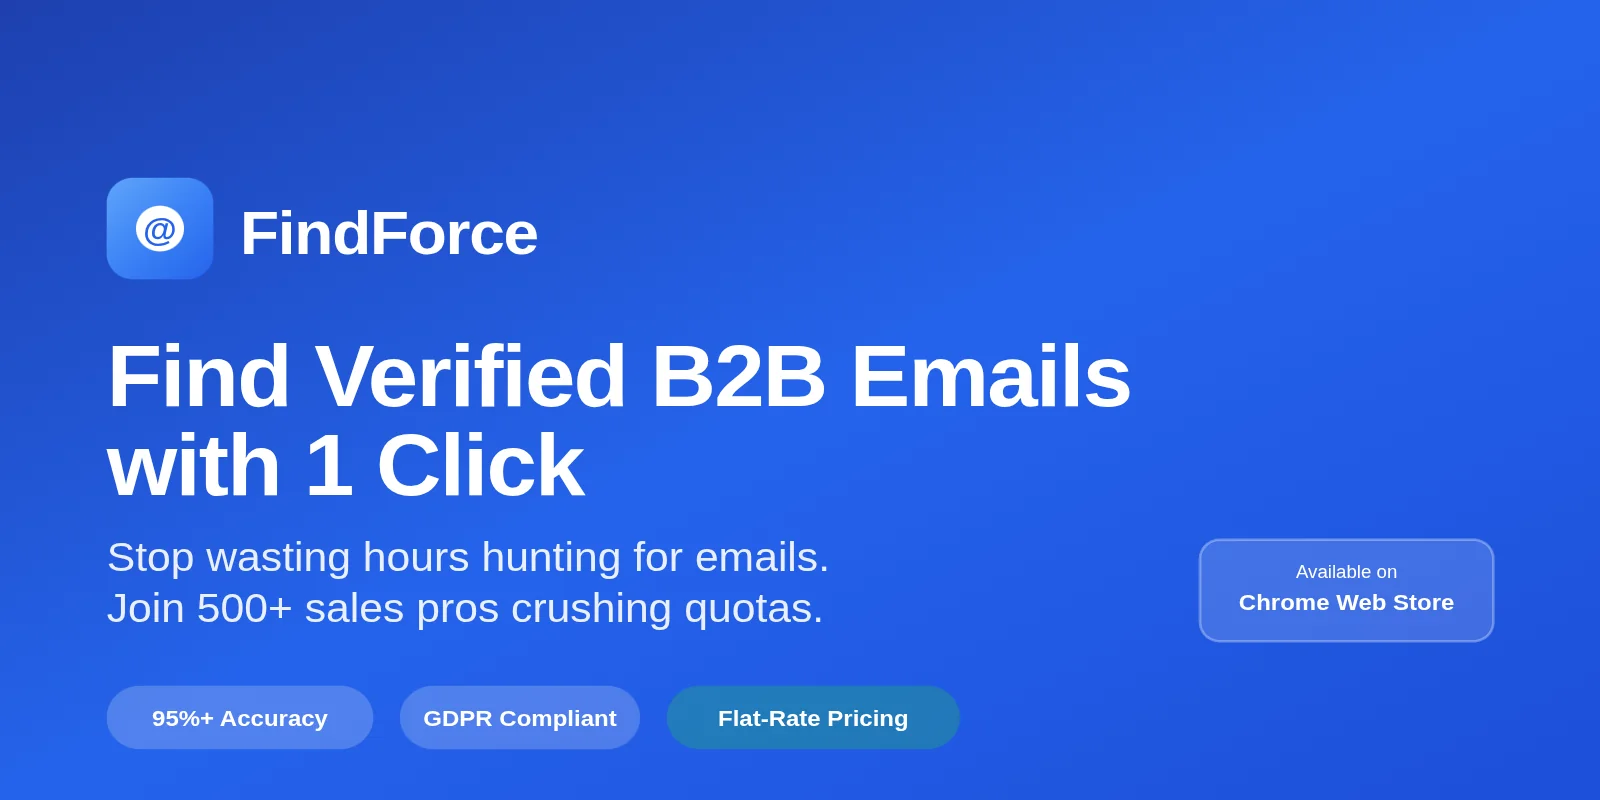 @
FindForce
Find Verified B2B Emails
with 1 Click
Stop wasting hours hunting for emails.
Join 500+ sales pros crushing quotas.
Available on
Chrome Web Store
95%+ Accuracy
GDPR Compliant
Flat-Rate Pricing